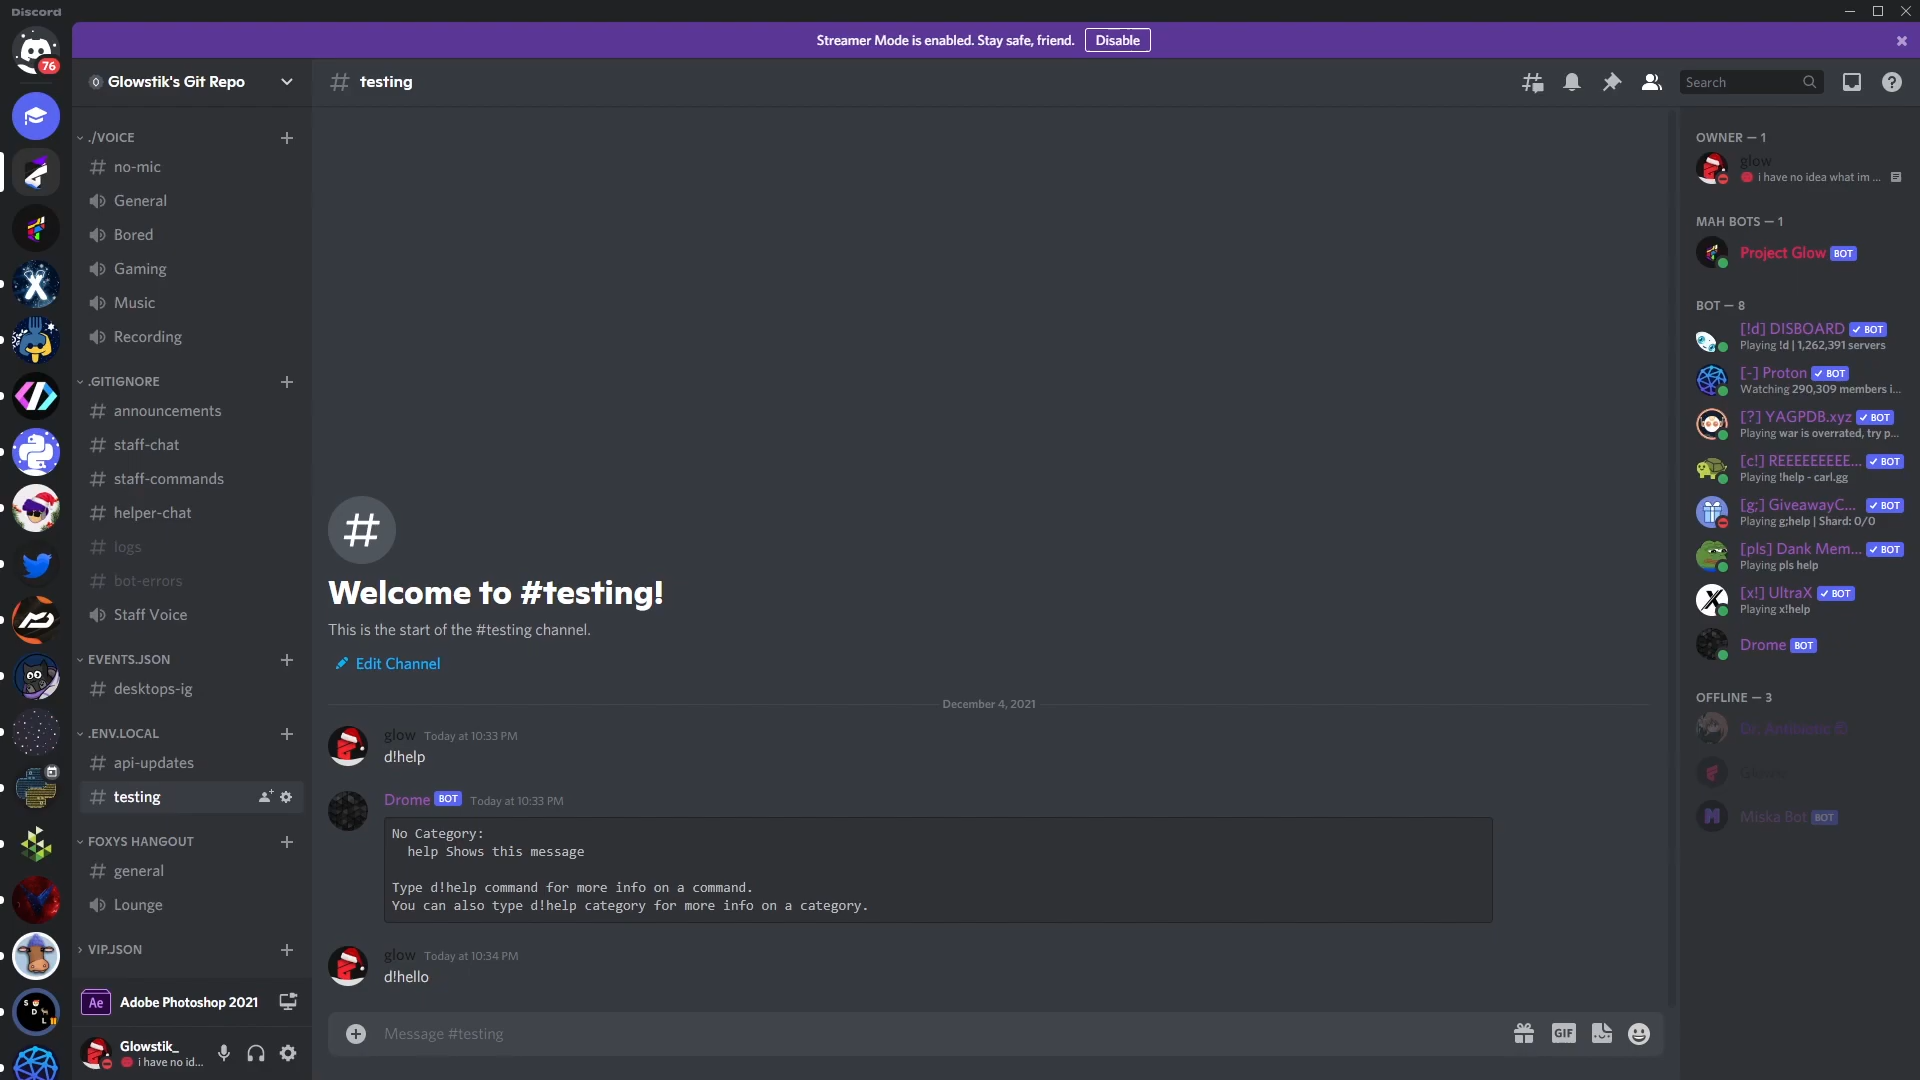 Discord
Streamer Mode is enabled. Stay safe, friend.
Disable
76
Glowstik's Git Repo
testing
Search
./VOICE
no-mic
General
Bored
Gaming
Music
Recording
.GITIGNORE
announcements
staff-chat
staff-commands
helper-chat
logs
bot-errors
Staff Voice
EVENTS.JSON
desktops-ig
.ENV.LOCAL
api-updates
testing
FOXYS HANGOUT
general
Lounge
VIP.JSON
Ae Adobe Photoshop 2021
Glowstik_
i have no id...
Welcome to #testing!
This is the start of the #testing channel.
Edit Channel
December 4, 2021
glow Today at 10:33 PM
d!help
Drome BOT Today at 10:33 PM
No Category:
help Shows this message
Type d!help command for more info on a command.
You can also type d!help category for more info on a category.
glow Today at 10:34 PM
d!hello
Message #testing
GIF
OWNER — 1
glow
i have no idea what im ...
MAH BOTS — 1
Project Glow BOT
BOT — 8
[!d] DISBOARD BOT
Playing !d | 1,262,391 servers
[-] Proton BOT
Watching 290,309 members i...
[?] YAGPDB.xyz BOT
Playing war is overrated, try p...
[c!] REEEEEEEEE... BOT
Playing !help - carl.gg
[g;] GiveawayC... BOT
Playing g;help | Shard: 0/0
[pls] Dank Mem... BOT
Playing pls help
[x!] UltraX BOT
Playing x!help
Drome BOT
OFFLINE — 3
Dr. Antibiotic
Miska Bot BOT